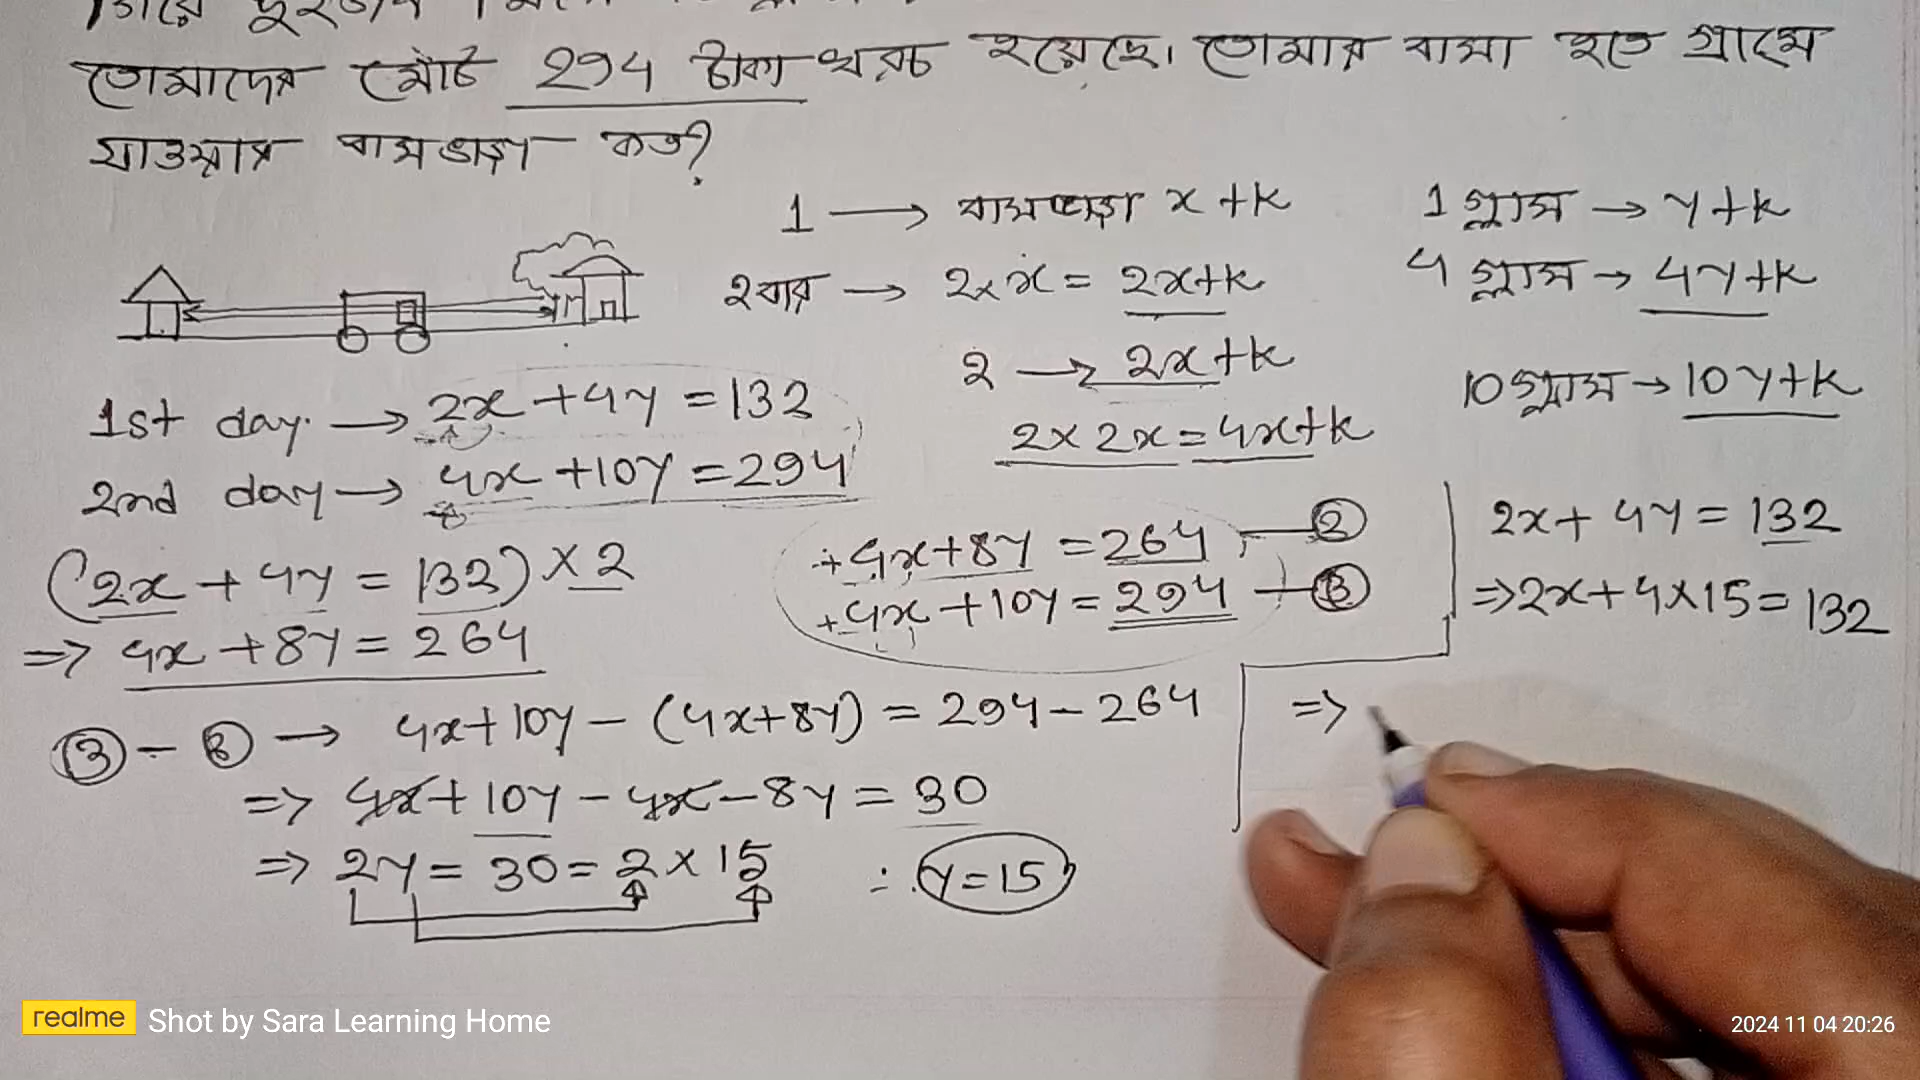 গিয়ে দুইজন মিলে
তোমাদের মোট 294 টাকা খরচ হয়েছে। তোমার বাসা হতে গ্রামে
যাওয়ার বাসভাড়া কত?
1 → বাসভাড়া x+k
1 গ্লাস → y+k
২বার → 2×x = 2x+k
4 গ্লাস → 4y+k
2 → 2x+k
10 গ্লাস → 10y+k
1st day. → 2x+4y=132
2×2x=4x+k
2nd day → 4x+10y=294
+4x+8y=264 — ②
2x+4y=132
(2x+4y=132)×2
+4x+10y=294 — ③
⇒2x+4×15=132
⇒ 4x+8y=264
③ - ② → 4x+10y-(4x+8y)=294-264
⇒
⇒ 4x+10y-4x-8y=30
⇒ 2y=30=2×15
∴ y=15
realme Shot by Sara Learning Home
2024 11 04 20:26